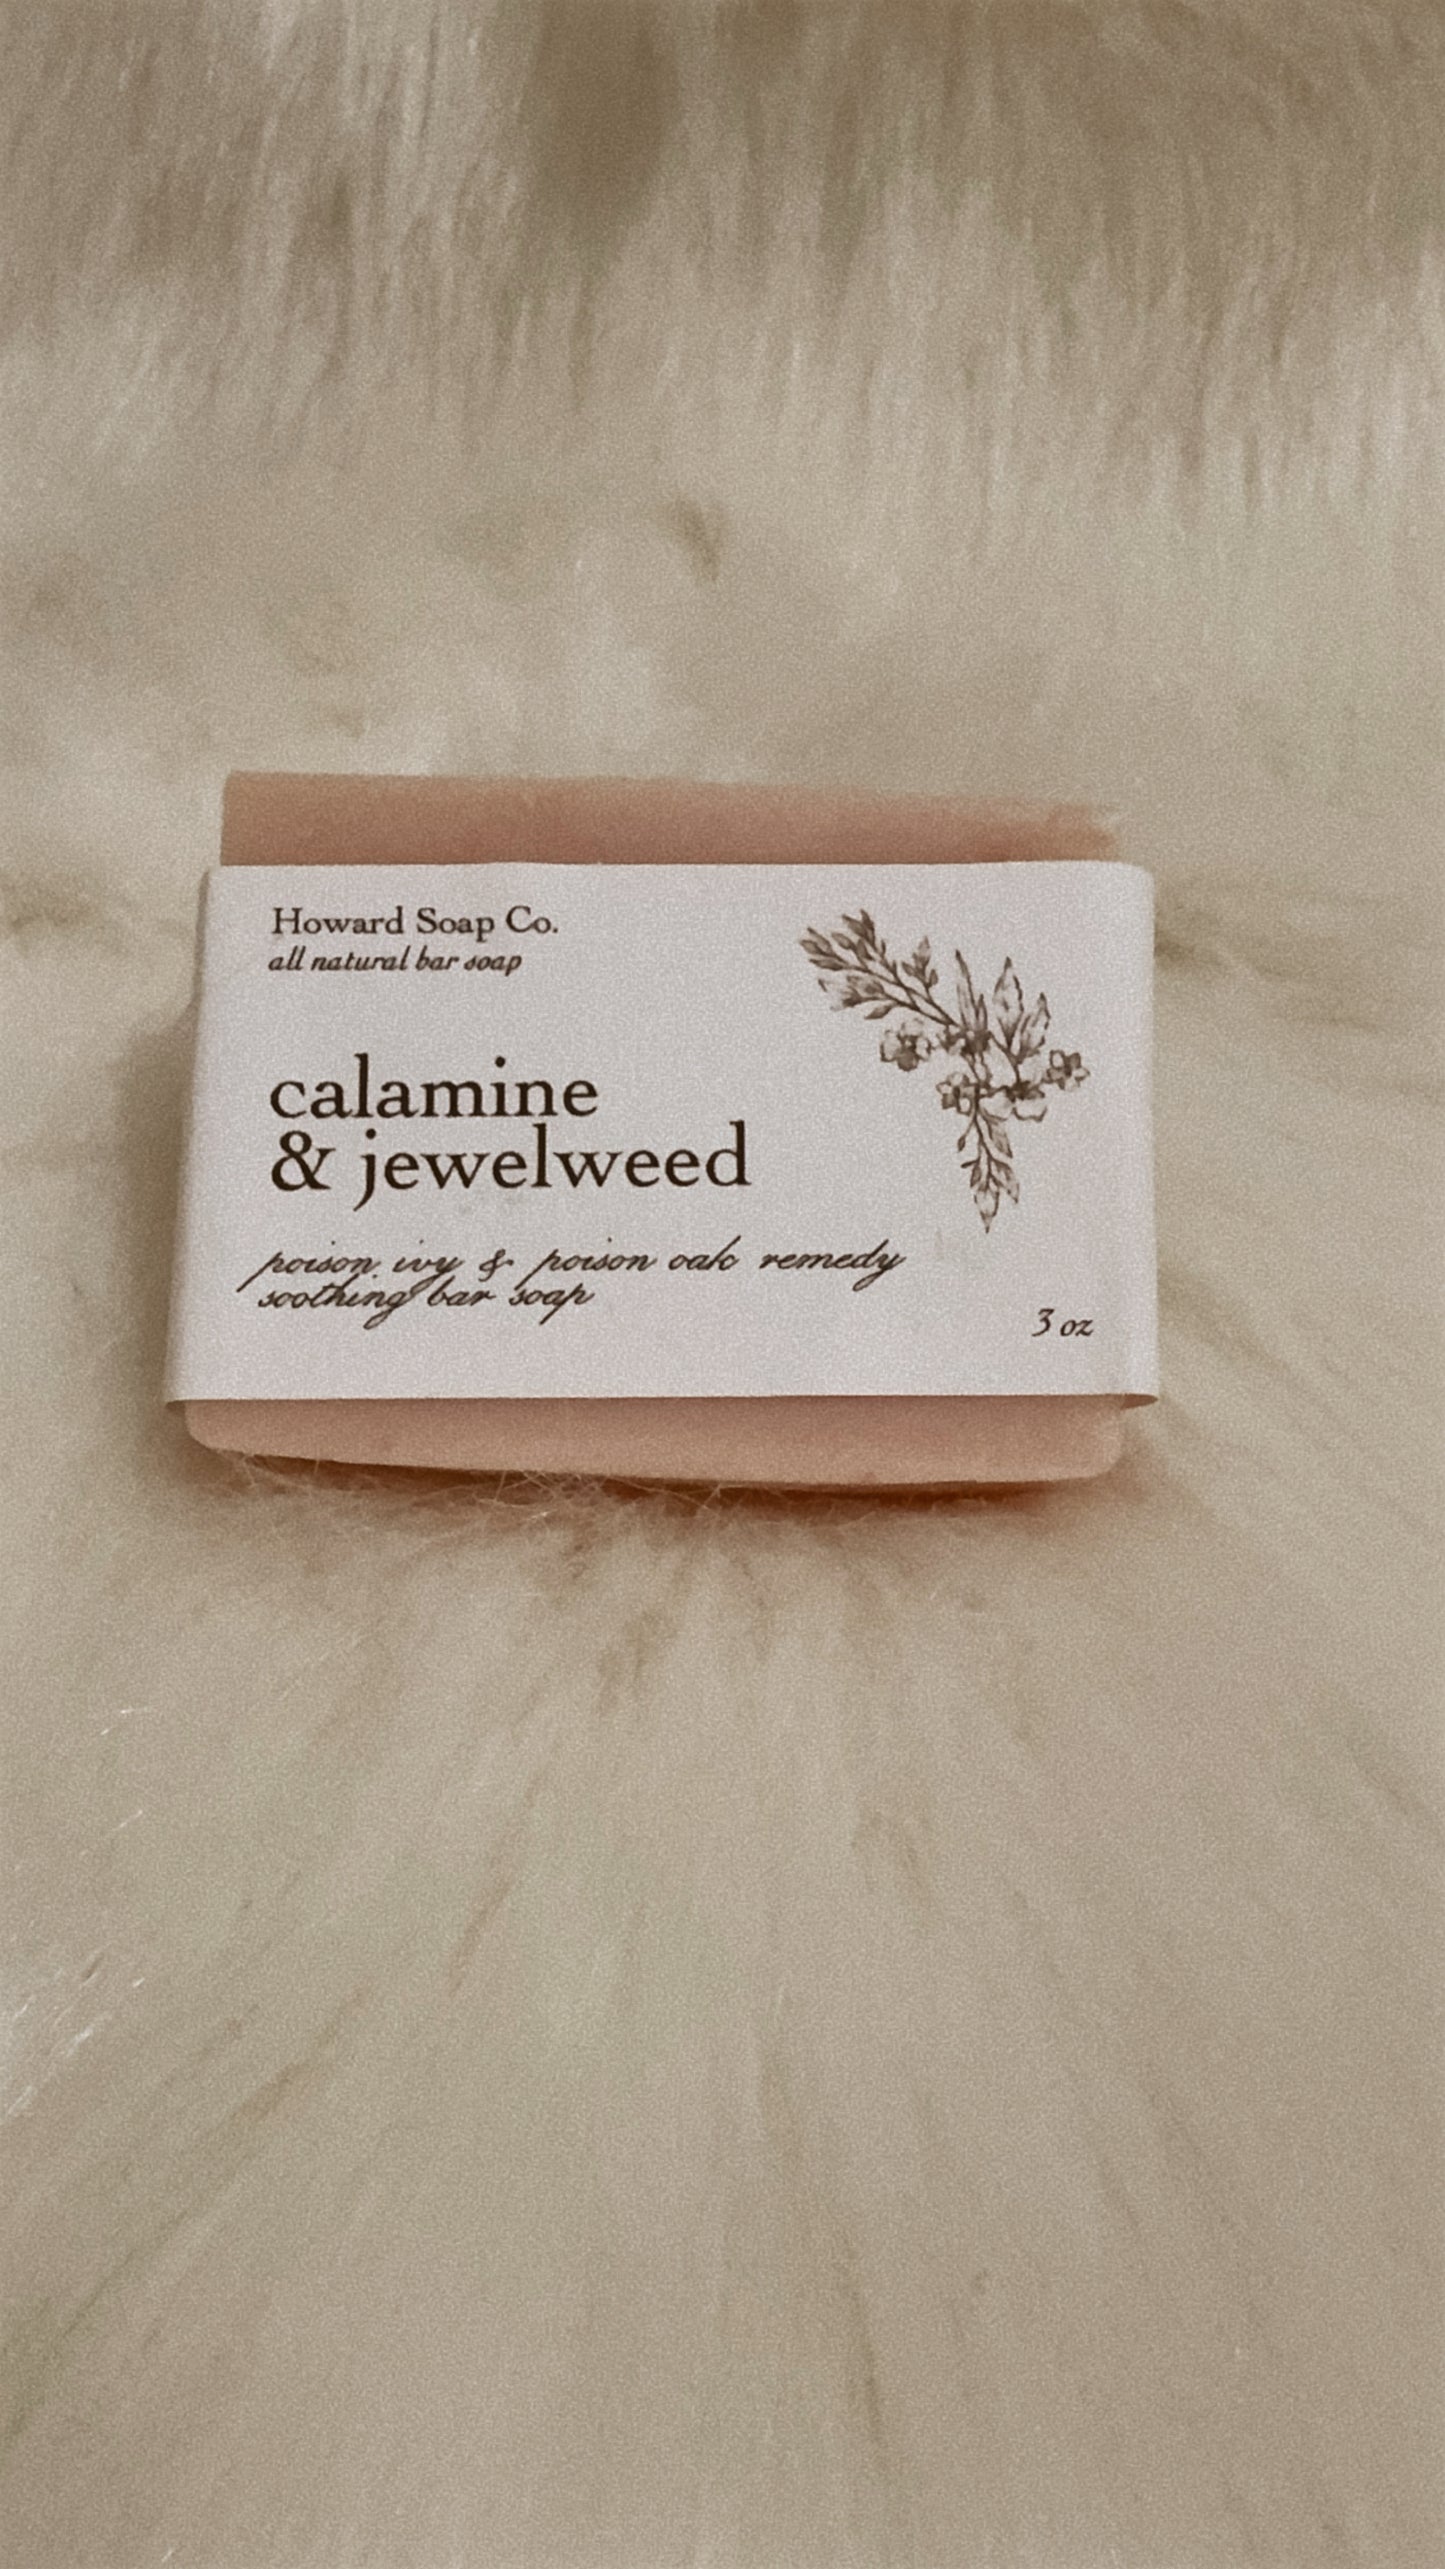 Howard Soap Co.
all natural bar soap
calamine
& jewelweed
poison ivy & poison oak remedy
soothing bar soap
3 oz